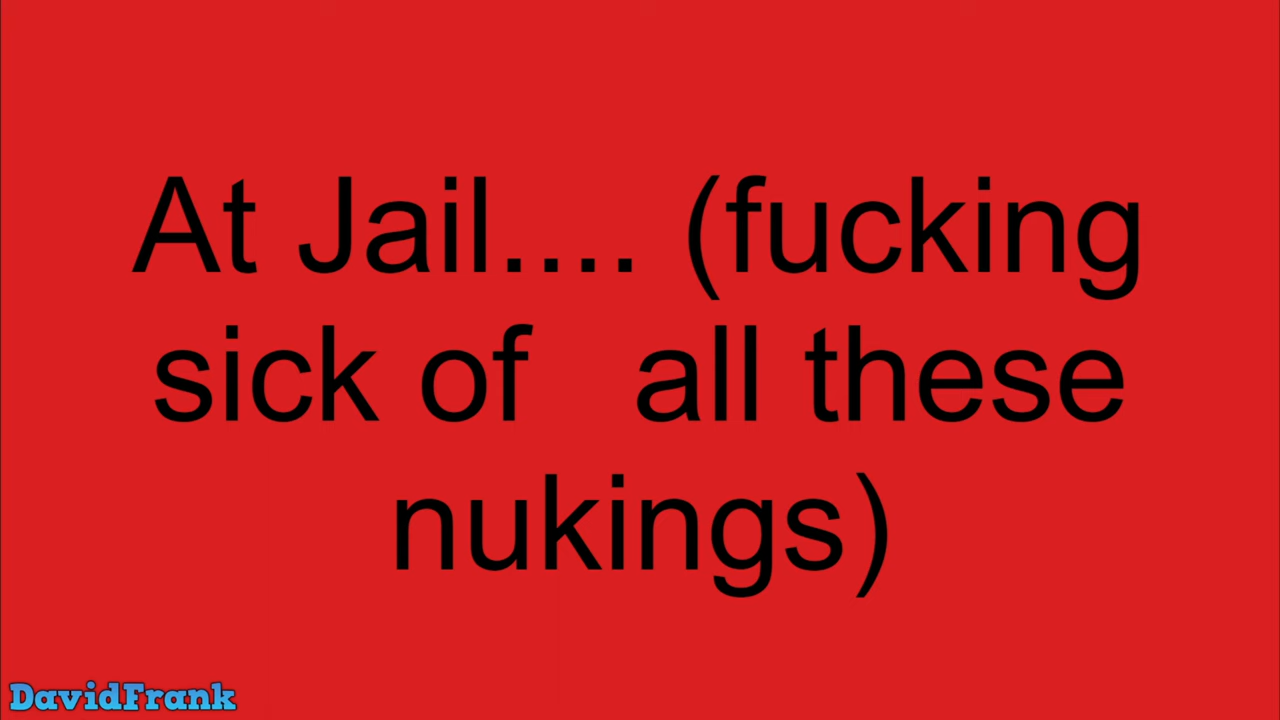 At Jail.... (fucking
sick of   all these
nukings)
DavidFrank